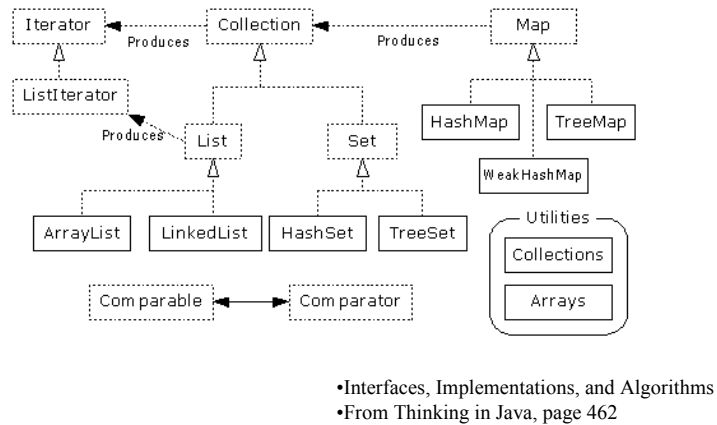 Iterator
Produces
Collection
Produces
Map
ListIterator
Produces
List
Set
HashMap
TreeMap
WeakHashMap
ArrayList
LinkedList
HashSet
TreeSet
Utilities
Collections
Arrays
Comparable
Comparator
•Interfaces, Implementations, and Algorithms
•From Thinking in Java, page 462